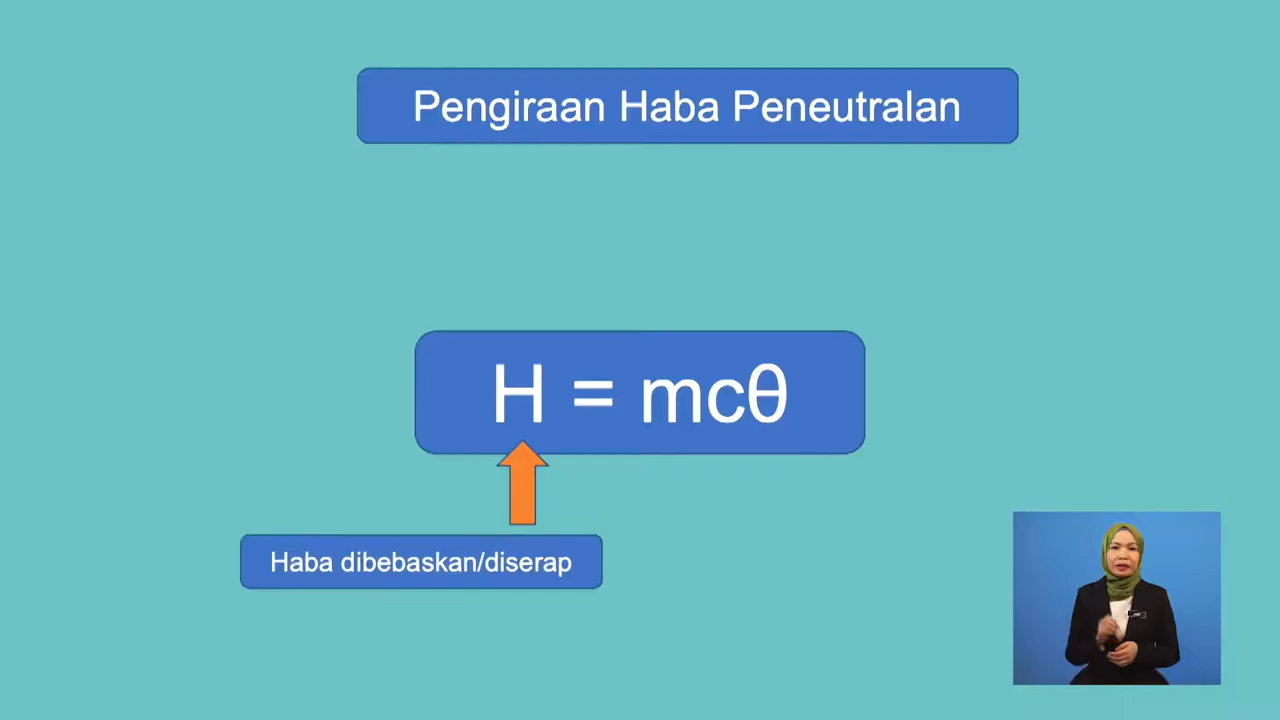 Pengiraan Haba Peneutralan
H = mcθ
Haba dibebaskan/diserap